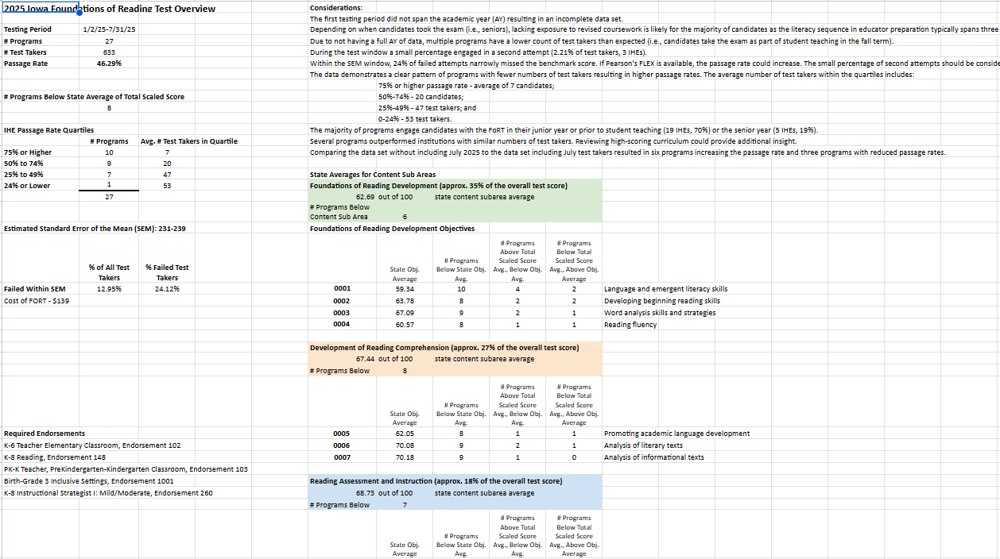 2025 Iowa Foundations of Reading Test Overview
Considerations:
The first testing period did not span the academic year (AY) resulting in an incomplete data set.
Testing Period 1/2/25-7/31/25
Depending on when candidates took the exam (i.e., seniors), lacking exposure to revised coursework is likely for the majority of candidates as the literacy sequence in educator preparation typically spans three
# Programs 27
Due to not having a full AY of data, multiple programs have a lower count of test takers than expected (i.e., candidates take the exam as part of student teaching in the fall term).
# Test Takers 633
During the test window a small percentage engaged in a second attempt (2.21% of test takers, 3 IHEs).
Passage Rate 46.29%
Within the SEM window, 24% of failed attempts narrowly missed the benchmark score. If Pearson's FLEX is available, the passage rate could increase. The small percentage of second attempts should be conside
The data demonstrates a clear pattern of programs with fewer numbers of test takers resulting in higher passage rates. The average number of test takers within the quartiles includes:
75% or higher passage rate - average of 7 candidates;
# Programs Below State Average of Total Scaled Score
50%-74% - 20 candidates;
8
25%-49% - 47 test takers; and
0-24% - 53 test takers.
IHE Passage Rate Quartiles
The majority of programs engage candidates with the FoRT in their junior year or prior to student teaching (19 IHEs, 70%) or the senior year (5 IHEs, 19%).
# Programs Avg. # Test Takers in Quartile
Several programs outperformed institutions with similar numbers of test takers. Reviewing high-scoring curriculum could provide additional insight.
75% or Higher 10 7
Comparing the data set without including July 2025 to the data set including July test takers resulted in six programs increasing the passage rate and three programs with reduced passage rates.
50% to 74% 9 20
25% to 49% 7 47
State Averages for Content Sub Areas
24% or Lower 1 53
Foundations of Reading Development (approx. 35% of the overall test score)
27
62.69 out of 100 state content subarea average
# Programs Below
Content Sub Area 6
Estimated Standard Error of the Mean (SEM): 231-239
Foundations of Reading Development Objectives
% of All Test Takers % Failed Test Takers
State Obj. Average # Programs Below State Obj. Avg. # Programs Above Total Scaled Score Avg., Below Obj. Avg. # Programs Below Total Scaled Score Avg., Above Obj. Average
Failed Within SEM 12.95% 24.12%
0001 59.34 10 4 2 Language and emergent literacy skills
Cost of FORT - $139
0002 63.78 8 2 2 Developing beginning reading skills
0003 67.09 9 2 1 Word analysis skills and strategies
0004 60.57 8 1 1 Reading fluency
Development of Reading Comprehension (approx. 27% of the overall test score)
67.44 out of 100 state content subarea average
# Programs Below 8
State Obj. Average # Programs Below State Obj. Avg. # Programs Above Total Scaled Score Avg., Below Obj. Avg. # Programs Below Total Scaled Score Avg., Above Obj. Average
Required Endorsements
0005 62.05 8 1 1 Promoting academic language development
K-6 Teacher Elementary Classroom, Endorsement 102
0006 70.08 9 2 1 Analysis of literary texts
K-8 Reading, Endorsement 148
0007 70.18 9 1 0 Analysis of informational texts
PK-K Teacher, PreKindergarten-Kindergarten Classroom, Endorsement 103
Birth-Grade 3 Inclusive Settings, Endorsement 1001
Reading Assessment and Instruction (approx. 18% of the overall test score)
K-8 Instructional Strategist I: Mild/Moderate, Endorsement 260
68.73 out of 100 state content subarea average
# Programs Below 7
State Obj. Average # Programs Below State Obj. Avg. # Programs Above Total Scaled Score Avg., Below Obj. Avg. # Programs Below Total Scaled Score Avg., Above Obj. Average